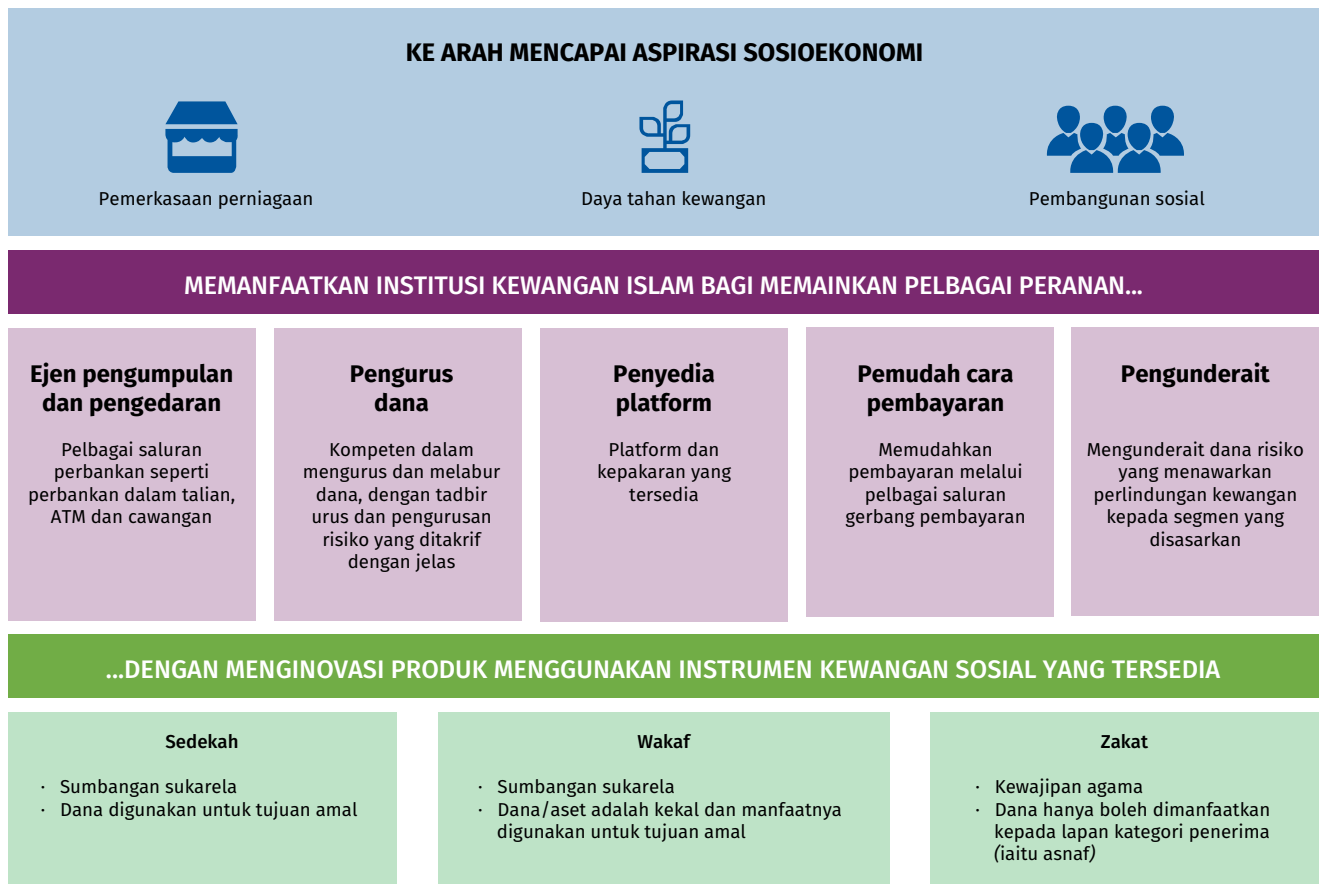 KE ARAH MENCAPAI ASPIRASI SOSIOEKONOMI
Pemerkasaan perniagaan
Daya tahan kewangan
Pembangunan sosial
MEMANFAATKAN INSTITUSI KEWANGAN ISLAM BAGI MEMAINKAN PELBAGAI PERANAN...
Ejen pengumpulan
dan pengedaran
Pelbagai saluran
perbankan seperti
perbankan dalam talian,
ATM dan cawangan
Pengurus
dana
Kompeten dalam
mengurus dan melabur
dana, dengan tadbir
urus dan pengurusan
risiko yang ditakrif
dengan jelas
Penyedia
platform
Platform dan
kepakaran yang
tersedia
Pemudah cara
pembayaran
Memudahkan
pembayaran melalui
pelbagai saluran
gerbang pembayaran
Pengunderait
Mengunderait dana risiko
yang menawarkan
perlindungan kewangan
kepada segmen yang
disasarkan
...DENGAN MENGINOVASI PRODUK MENGGUNAKAN INSTRUMEN KEWANGAN SOSIAL YANG TERSEDIA
Sedekah
· Sumbangan sukarela
· Dana digunakan untuk tujuan amal
Wakaf
· Sumbangan sukarela
· Dana/aset adalah kekal dan manfaatnya
digunakan untuk tujuan amal
Zakat
· Kewajipan agama
· Dana hanya boleh dimanfaatkan
kepada lapan kategori penerima
(iaitu asnaf)